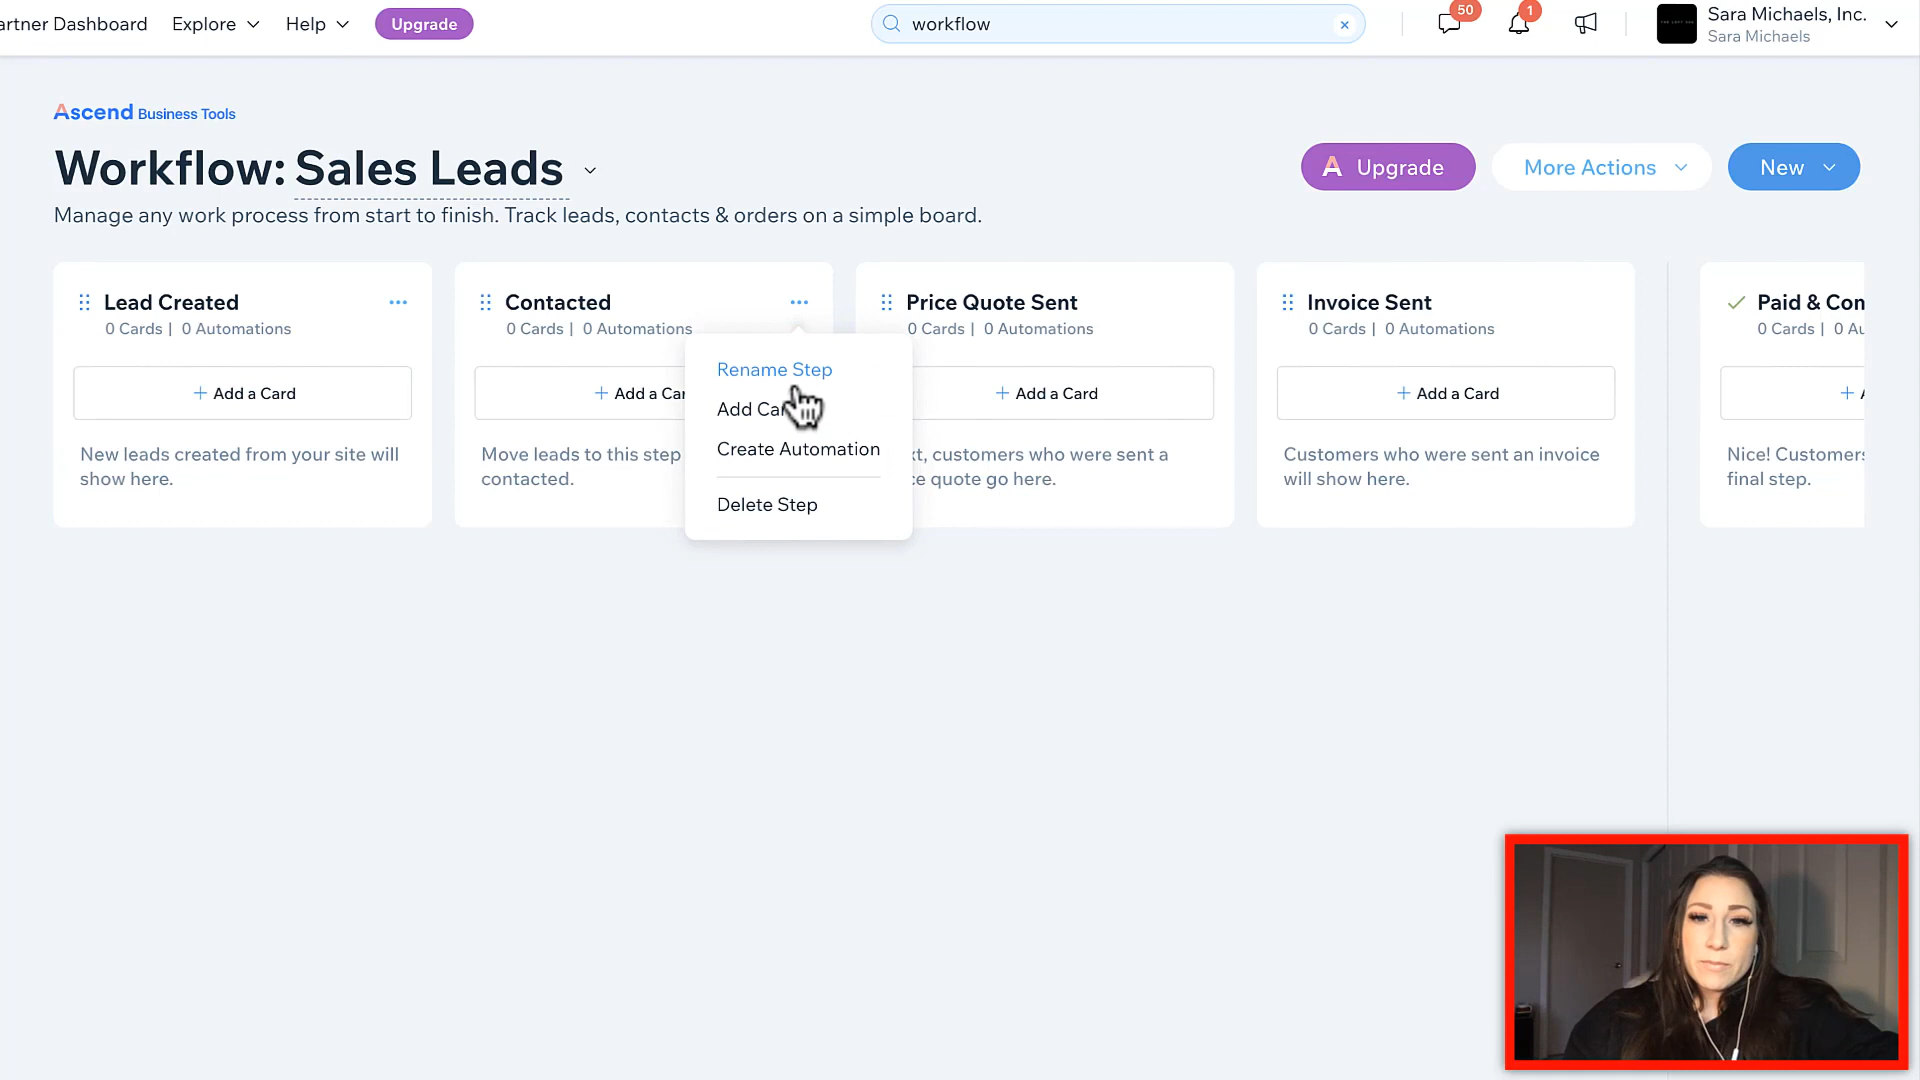 artner Dashboard
Explore
Help
Upgrade
workflow
50
1
Sara Michaels, Inc.
Sara Michaels
Ascend Business Tools
Workflow: Sales Leads
Upgrade
More Actions
New
Manage any work process from start to finish. Track leads, contacts & orders on a simple board.
Lead Created
0 Cards | 0 Automations
+ Add a Card
New leads created from your site will
show here.
Contacted
0 Cards | 0 Automations
+ Add a Car
Move leads to this step
contacted.
Rename Step
Add Car
Create Automation
Delete Step
Price Quote Sent
0 Cards | 0 Automations
+ Add a Card
xt, customers who were sent a
ce quote go here.
Invoice Sent
0 Cards | 0 Automations
+ Add a Card
Customers who were sent an invoice
will show here.
Paid & Con
0 Cards | 0 Au
+ A
Nice! Customers
final step.